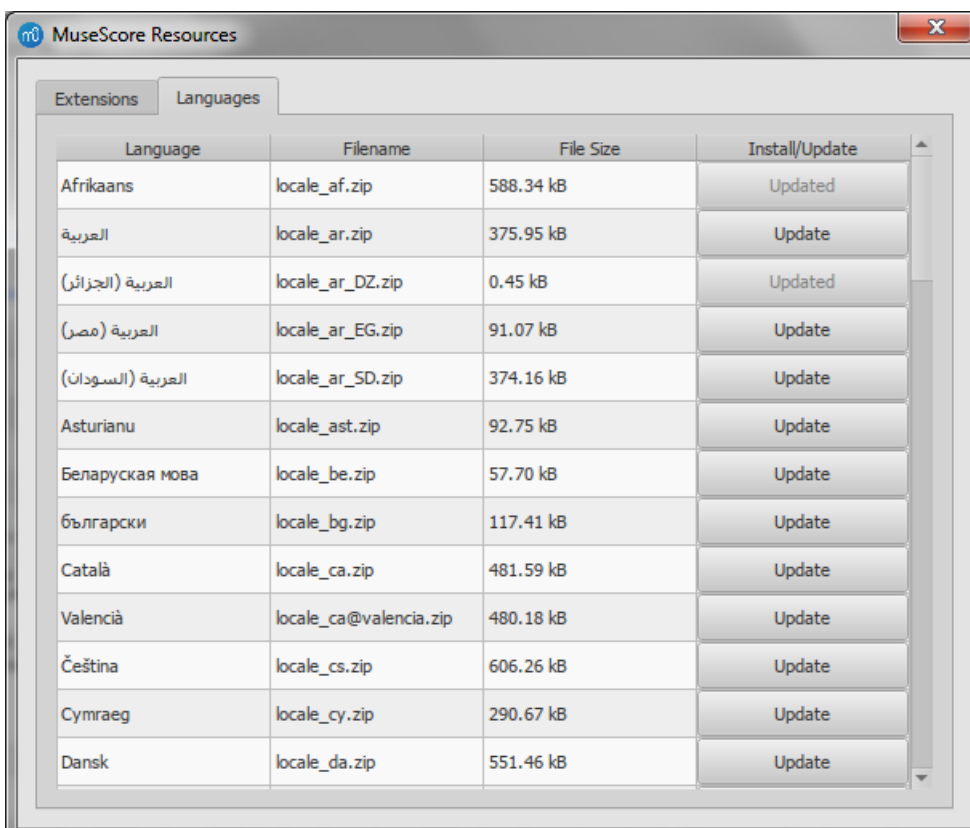 MuseScore Resources
Extensions Languages
Language Filename File Size Install/Update
Afrikaans locale_af.zip 588.34 kB Updated
العربية locale_ar.zip 375.95 kB Update
العربية (الجزائر) locale_ar_DZ.zip 0.45 kB Updated
العربية (مصر) locale_ar_EG.zip 91.07 kB Update
العربية (السودان) locale_ar_SD.zip 374.16 kB Update
Asturianu locale_ast.zip 92.75 kB Update
Беларуская мова locale_be.zip 57.70 kB Update
български locale_bg.zip 117.41 kB Update
Català locale_ca.zip 481.59 kB Update
Valencià locale_ca@valencia.zip 480.18 kB Update
Čeština locale_cs.zip 606.26 kB Update
Cymraeg locale_cy.zip 290.67 kB Update
Dansk locale_da.zip 551.46 kB Update